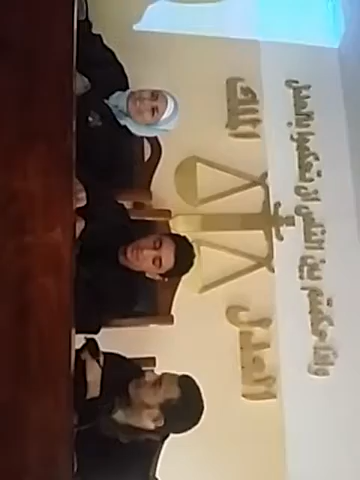 وإذا حكمتم بين الناس أن تحكموا بالعدل
العدل الملك